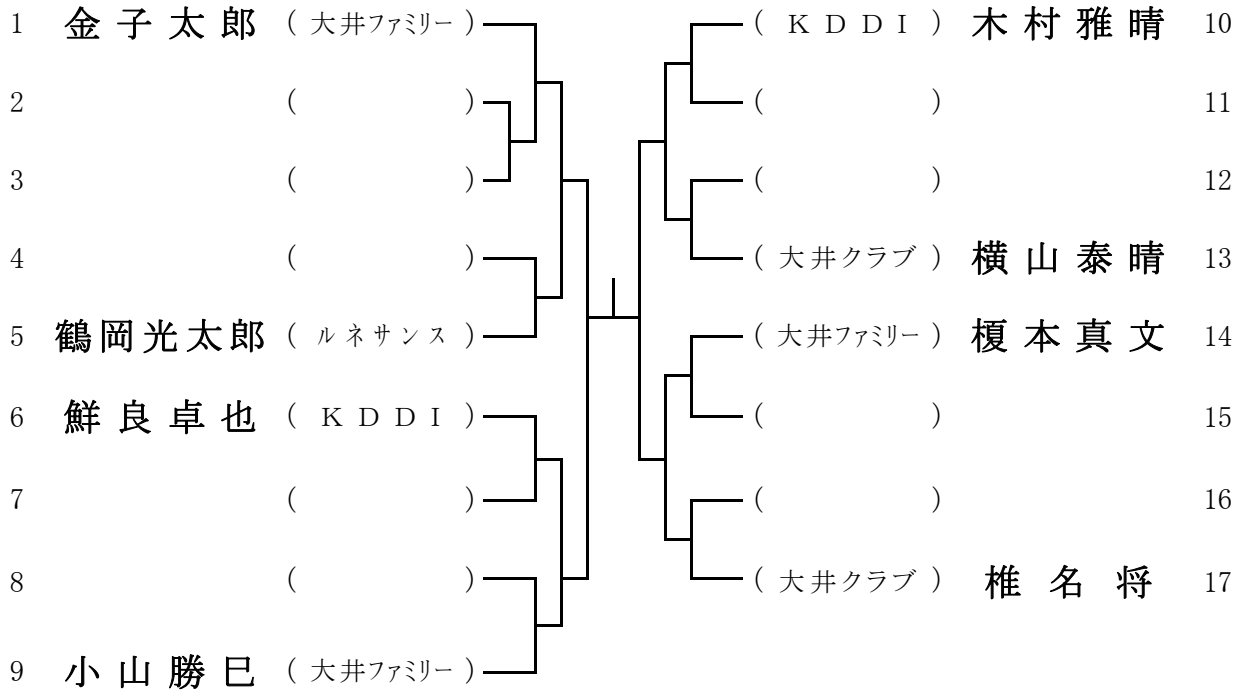 1 金子太郎 ( 大井ファミリー ) ( KDDI ) 木村雅晴 10
2 ( ) ( ) 11
3 ( ) ( ) 12
4 ( ) ( 大井クラブ ) 横山泰晴 13
5 鶴岡光太郎 ( ルネサンス ) ( 大井ファミリー ) 榎本真文 14
6 鮮良卓也 ( KDDI ) ( ) 15
7 ( ) ( ) 16
8 ( ) ( 大井クラブ ) 椎名将 17
9 小山勝巳 ( 大井ファミリー )